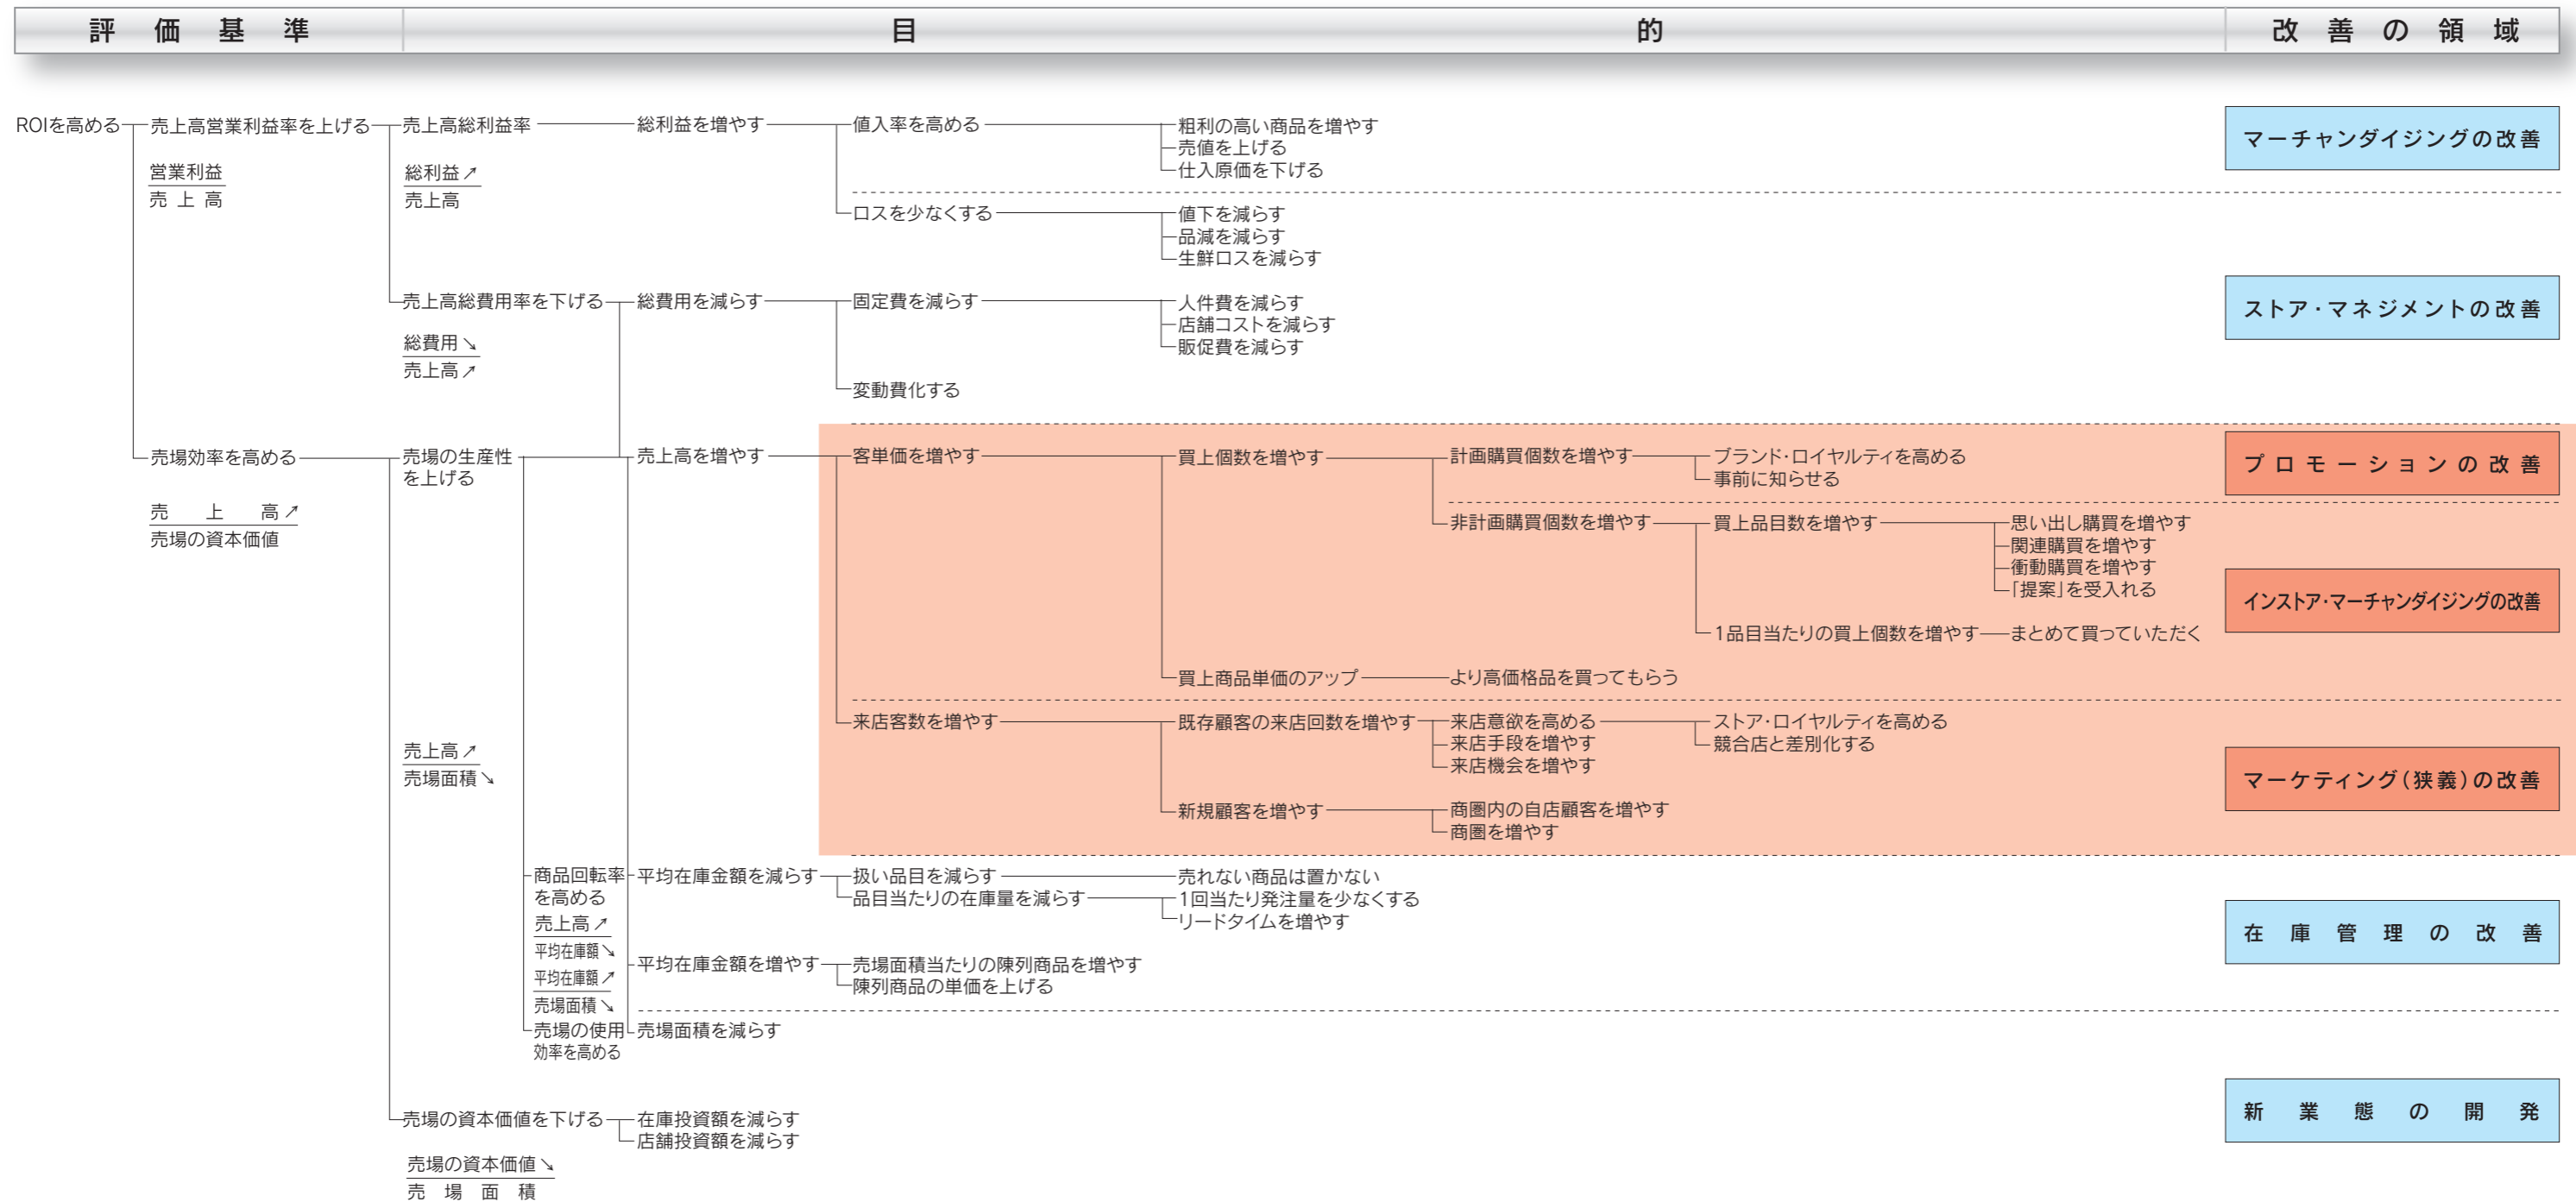 評価基準
目的
改善の領域
ROIを高める
売上高営業利益率を上げる
営業利益
売上高
売上高総利益率
総利益↗
売上高
総利益を増やす
値入率を高める
粗利の高い商品を増やす
売値を上げる
仕入原価を下げる
マーチャンダイジングの改善
ロスを少なくする
値下を減らす
品減を減らす
生鮮ロスを減らす
売上高総費用率を下げる
総費用↘
売上高↗
総費用を減らす
固定費を減らす
人件費を減らす
店舗コストを減らす
販促費を減らす
変動費化する
ストア・マネジメントの改善
売場効率を高める
売上高↗
売場の資本価値
売場の生産性
を上げる
売上高↗
売場面積↘
売上高を増やす
客単価を増やす
買上個数を増やす
計画購買個数を増やす
ブランド・ロイヤルティを高める
事前に知らせる
プロモーションの改善
非計画購買個数を増やす
買上品目数を増やす
思い出し購買を増やす
関連購買を増やす
衝動購買を増やす
「提案」を受入れる
1品目当たりの買上個数を増やす
まとめて買っていただく
買上商品単価のアップ
より高価格品を買ってもらう
インストア・マーチャンダイジングの改善
来店客数を増やす
既存顧客の来店回数を増やす
来店意欲を高める
来店手段を増やす
来店機会を増やす
ストア・ロイヤルティを高める
競合店と差別化する
新規顧客を増やす
商圏内の自店顧客を増やす
商圏を増やす
マーケティング(狭義)の改善
商品回転率
を高める
売上高↗
平均在庫額↘
平均在庫額↗
売場面積↘
売場の使用
効率を高める
平均在庫金額を減らす
扱い品目を減らす
売れない商品は置かない
品目当たりの在庫量を減らす
1回当たり発注量を少なくする
リードタイムを増やす
平均在庫金額を増やす
売場面積当たりの陳列商品を増やす
陳列商品の単価を上げる
在庫管理の改善
売場面積を減らす
売場の資本価値を下げる
売場の資本価値↘
売場面積
在庫投資額を減らす
店舗投資額を減らす
新業態の開発